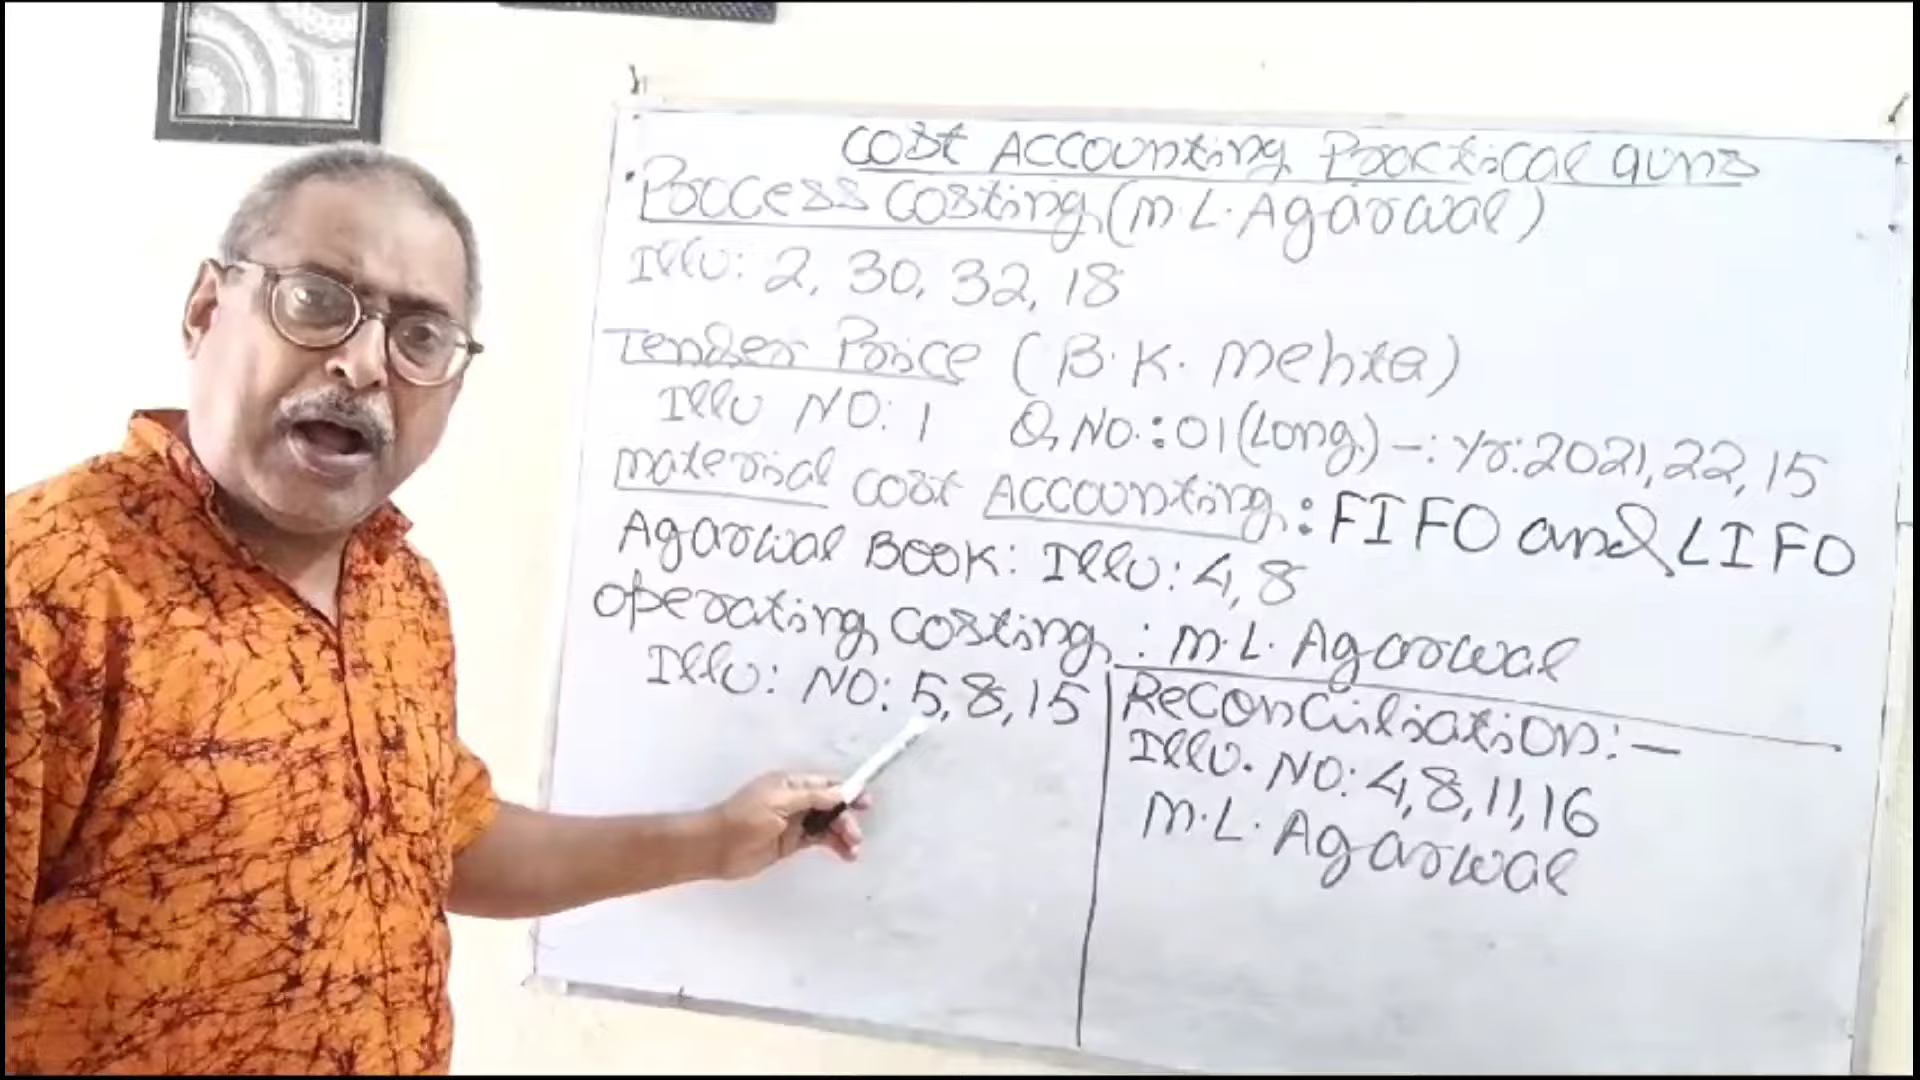 Cost Accounting Practical Quns
Process Costing (M.L. Agarwal)
Illu: 2, 30, 32, 18
Tender Price (B.K. Mehta)
Illu NO: 1 Q. No.: 01 (Long) -: Yr: 2021, 22, 15
Material Cost Accounting: FIFO and LIFO
Agarwal Book: Illu: 4, 8
Operating Costing: M.L. Agarwal
Illu: NO: 5, 8, 15
Reconciliation: -
Illu. NO: 4, 8, 11, 16
M.L. Agarwal